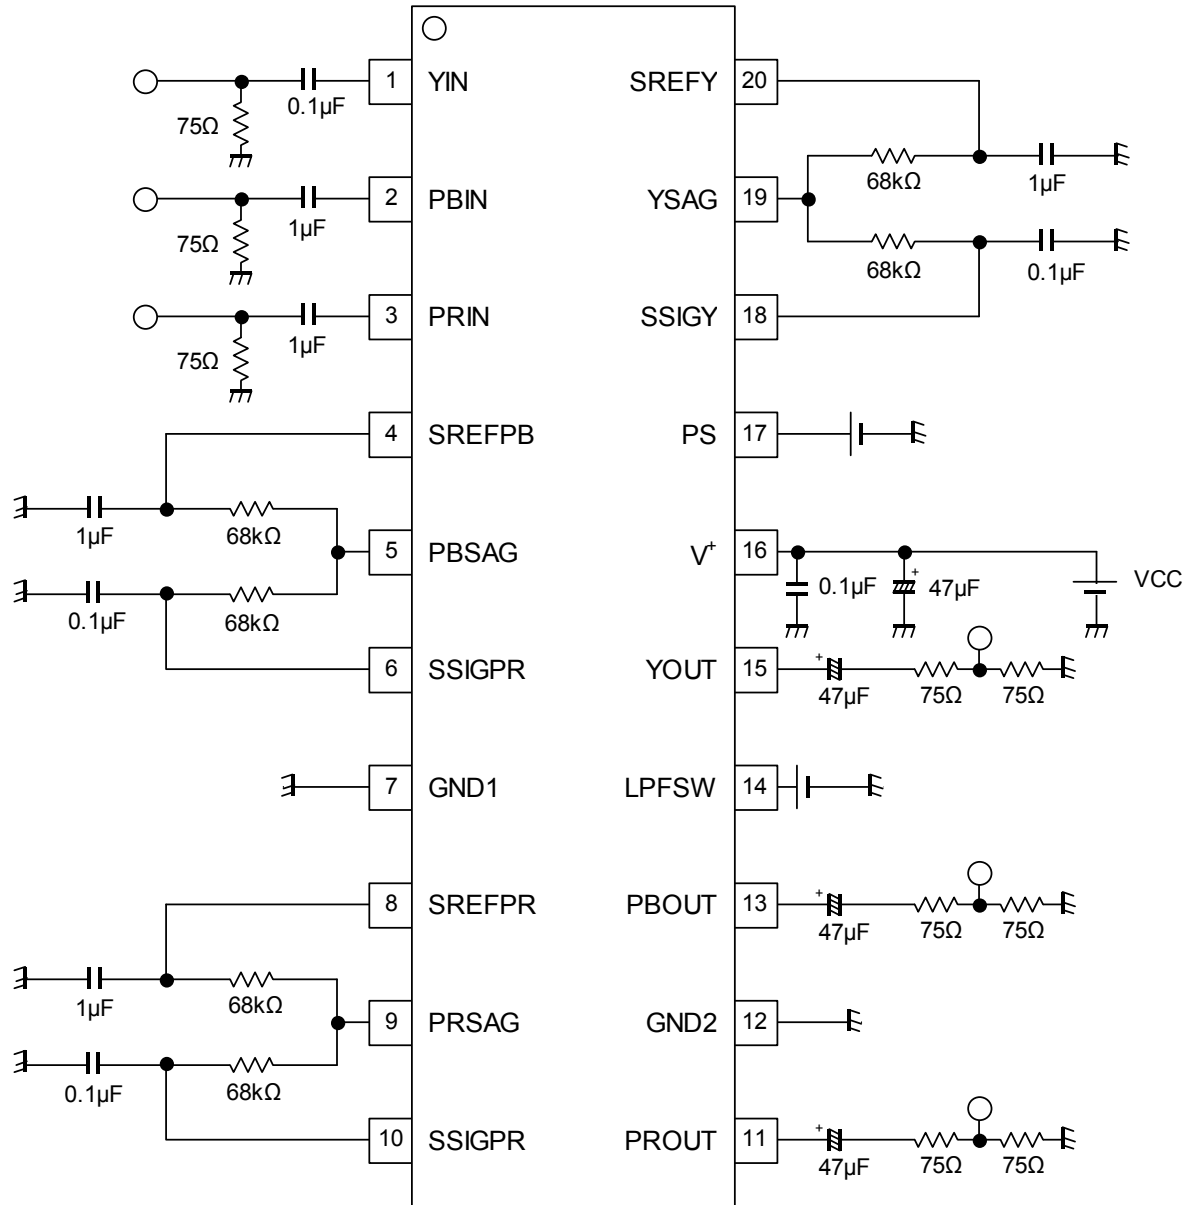 1 YIN SREFY 20
0.1µF
75Ω
68kΩ 1µF
2 PBIN YSAG 19
1µF
75Ω
68kΩ 0.1µF
3 PRIN SSIGY 18
1µF
75Ω
4 SREFPB PS 17
1µF 68kΩ
5 PBSAG V+ 16
0.1µF + 47µF VCC
0.1µF 68kΩ
6 SSIGPR YOUT 15
+ 47µF 75Ω 75Ω
7 GND1 LPFSW 14
8 SREFPR PBOUT 13
+ 47µF 75Ω 75Ω
1µF 68kΩ
9 PRSAG GND2 12
0.1µF 68kΩ
10 SSIGPR PROUT 11
+ 47µF 75Ω 75Ω